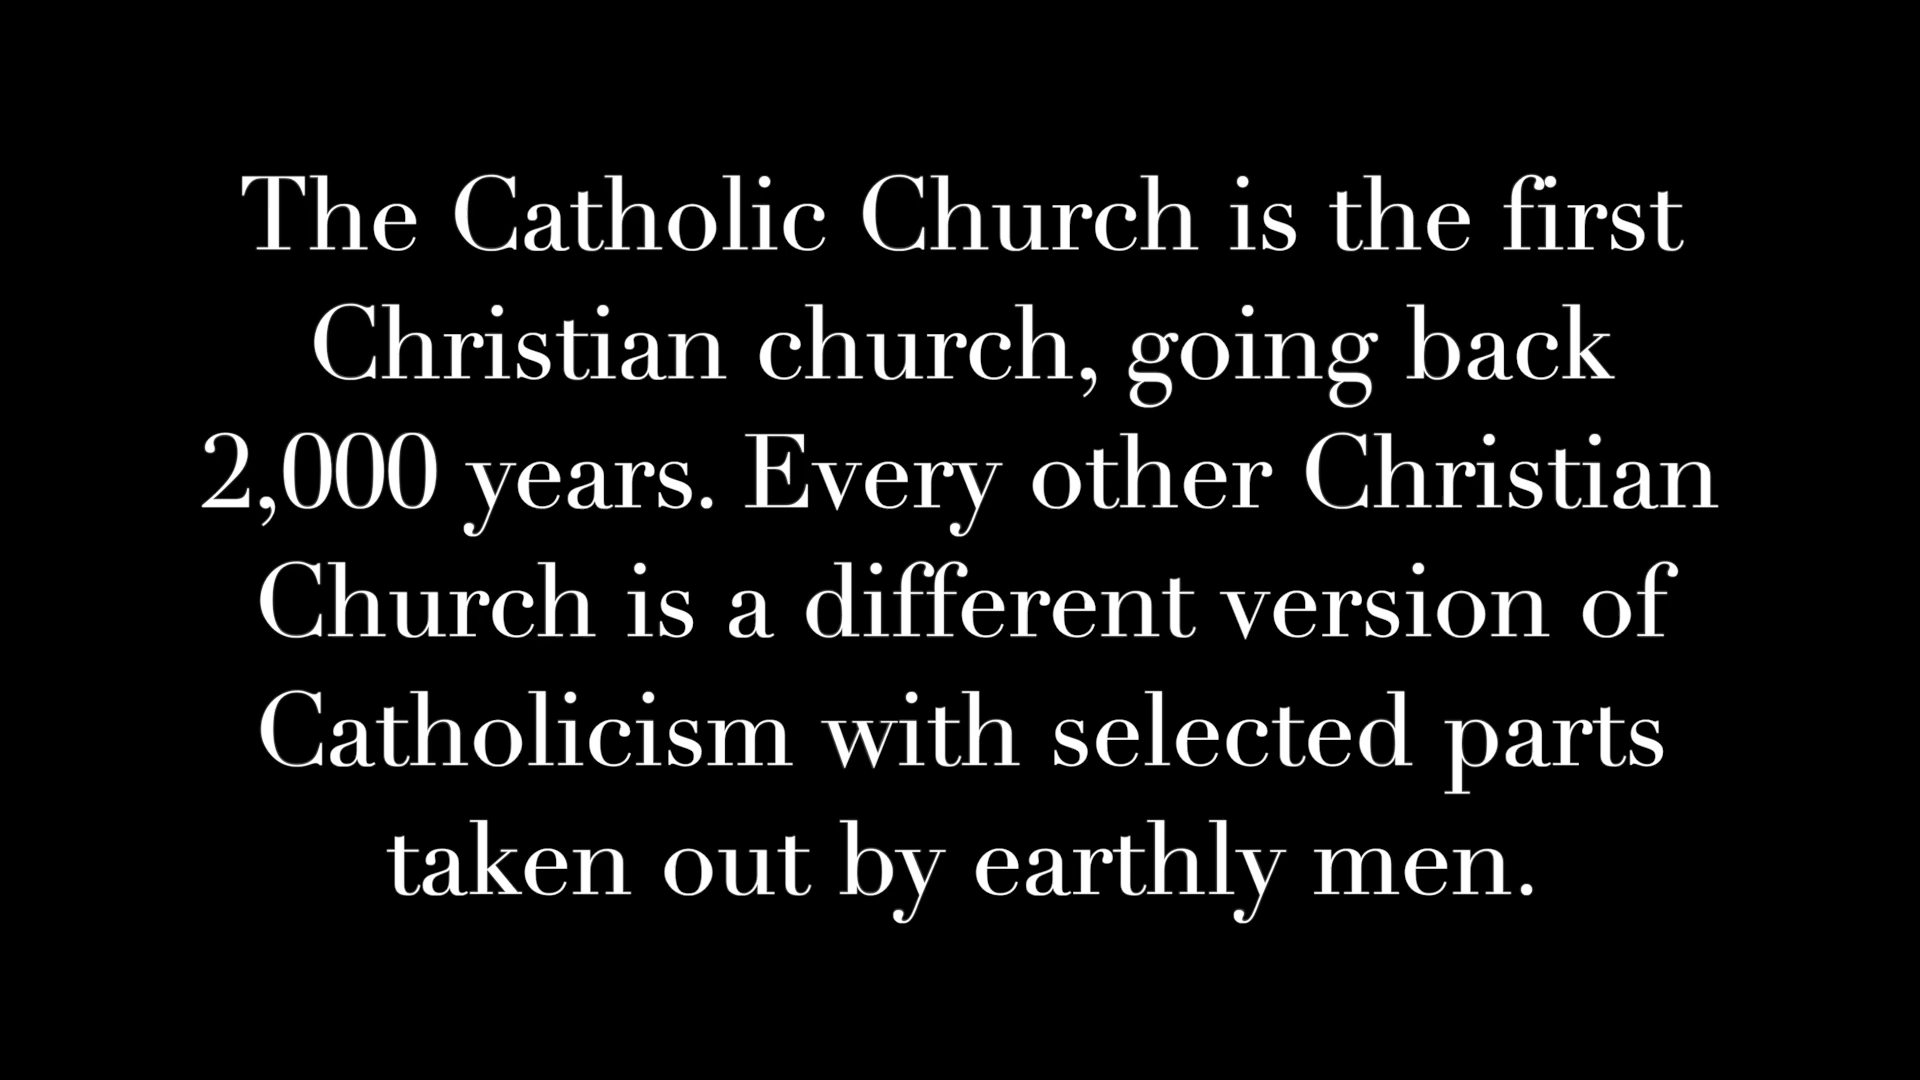 The Catholic Church is the first
Christian church, going back
2,000 years. Every other Christian
Church is a different version of
Catholicism with selected parts
taken out by earthly men.